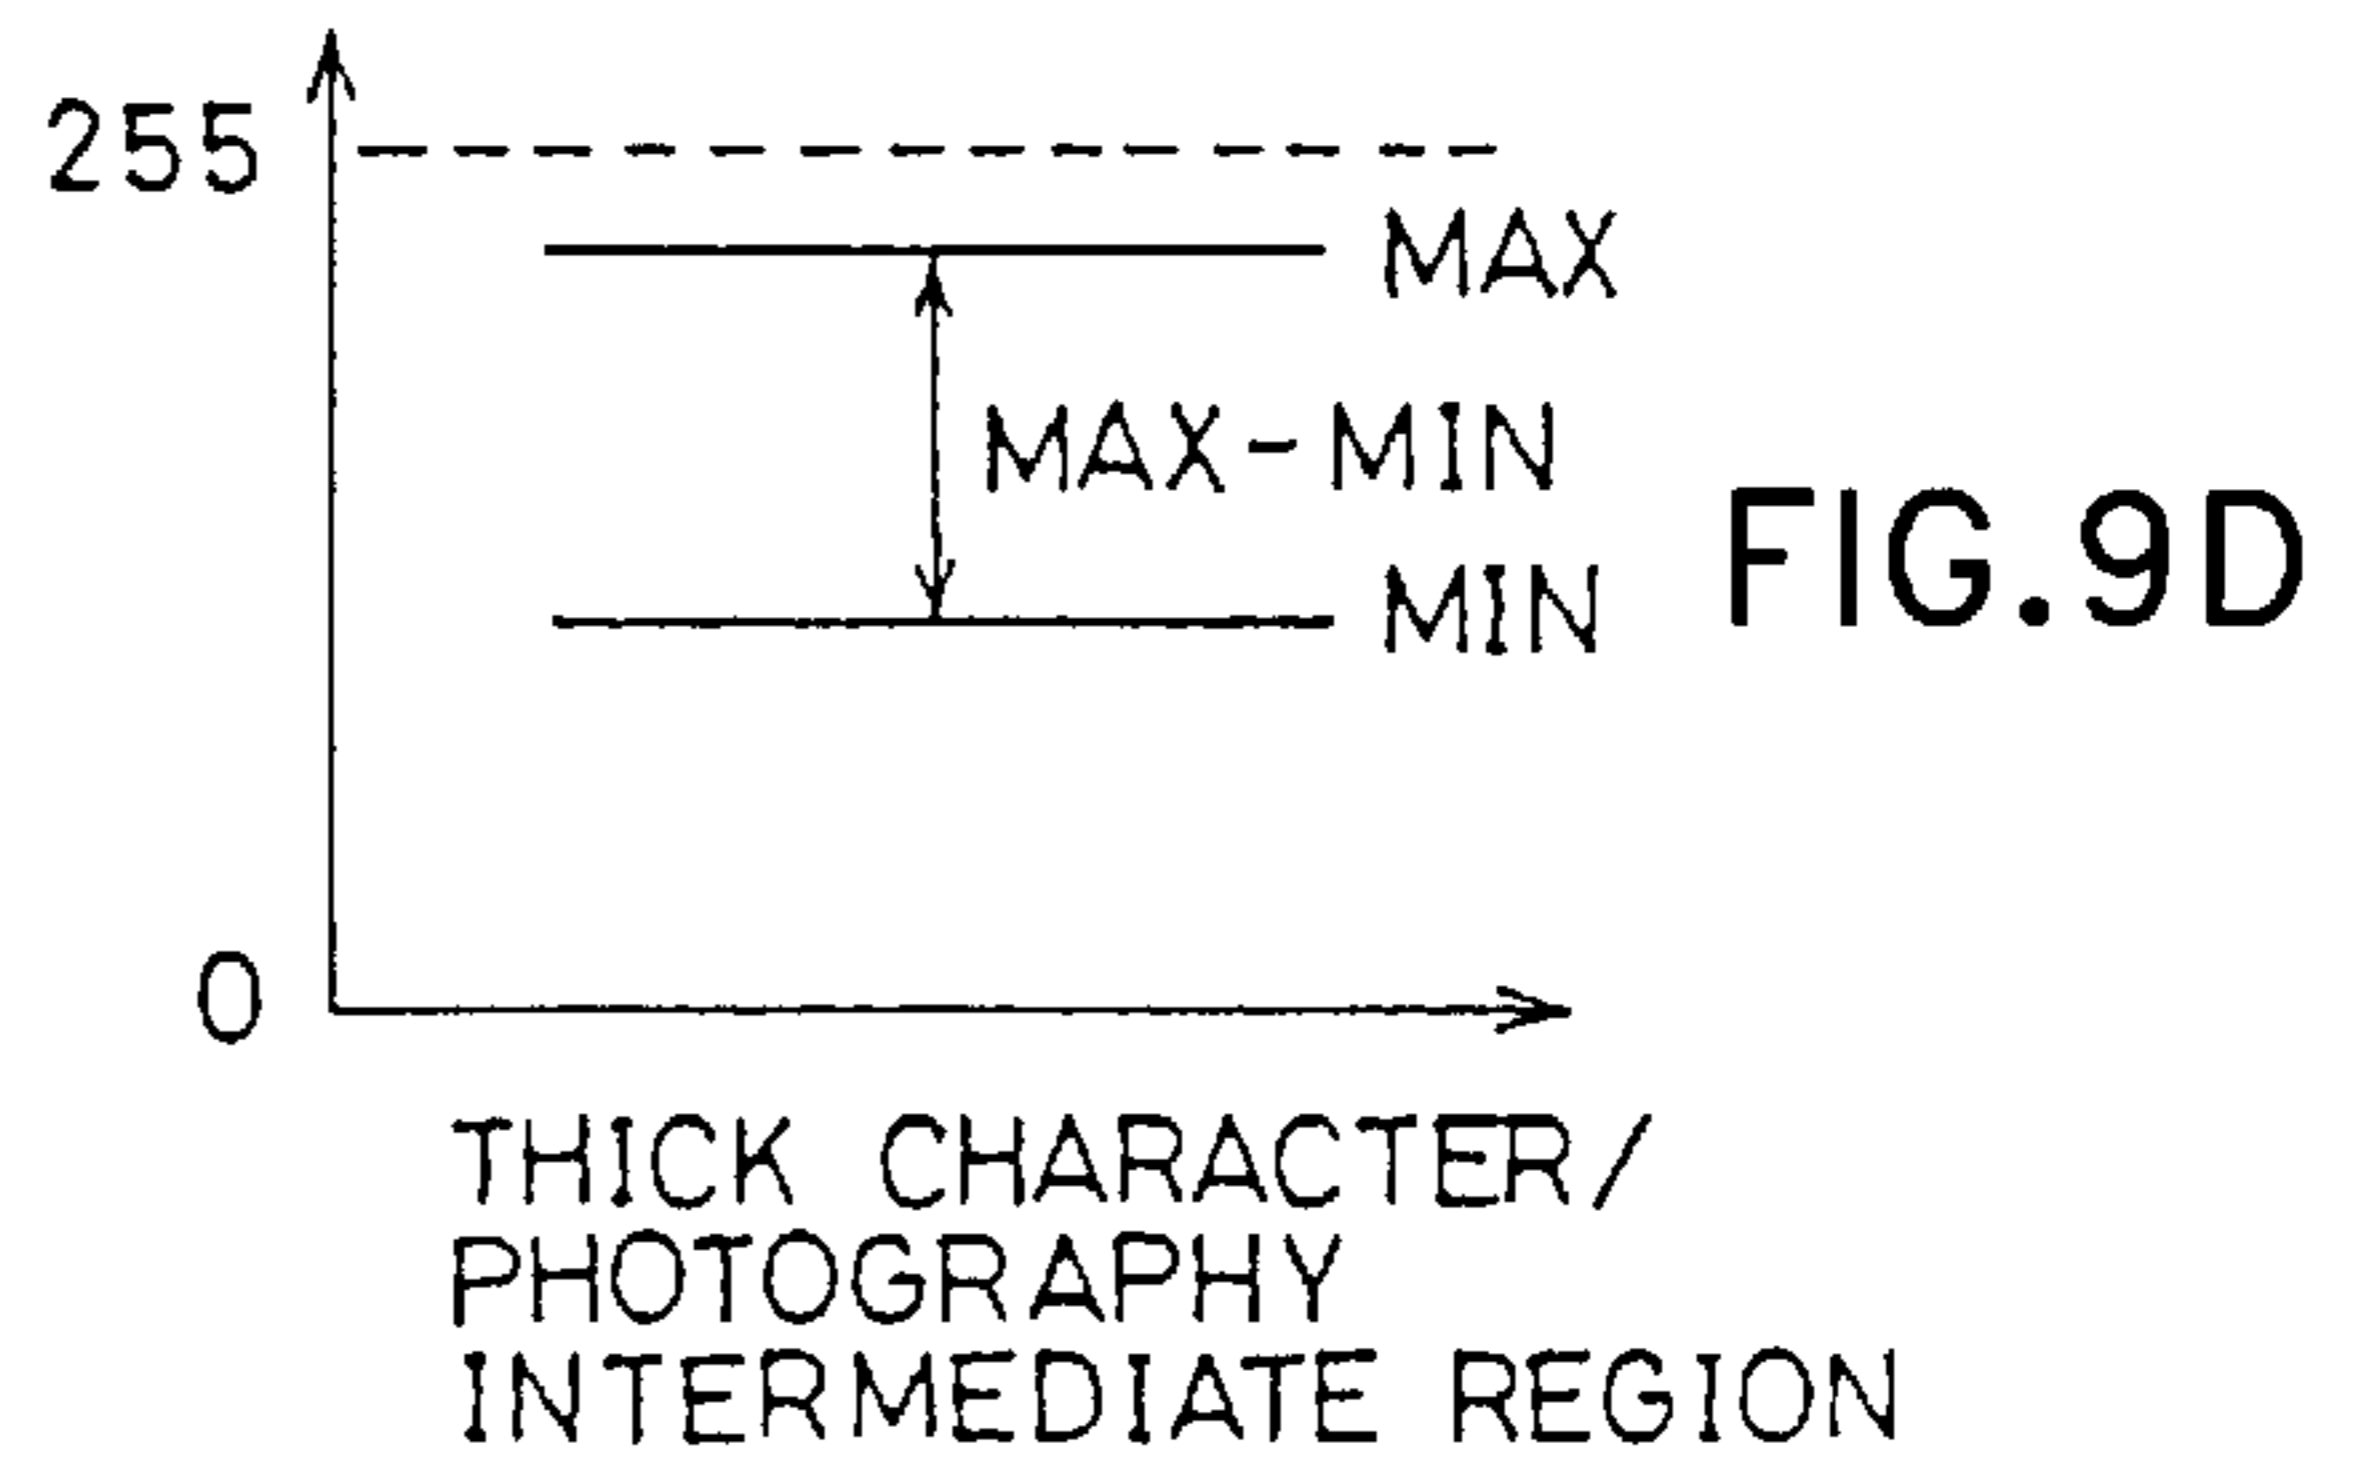 255
MAX
MAX-MIN
FIG.9D
MIN
0
THICK CHARACTER/
PHOTOGRAPHY
INTERMEDIATE REGION